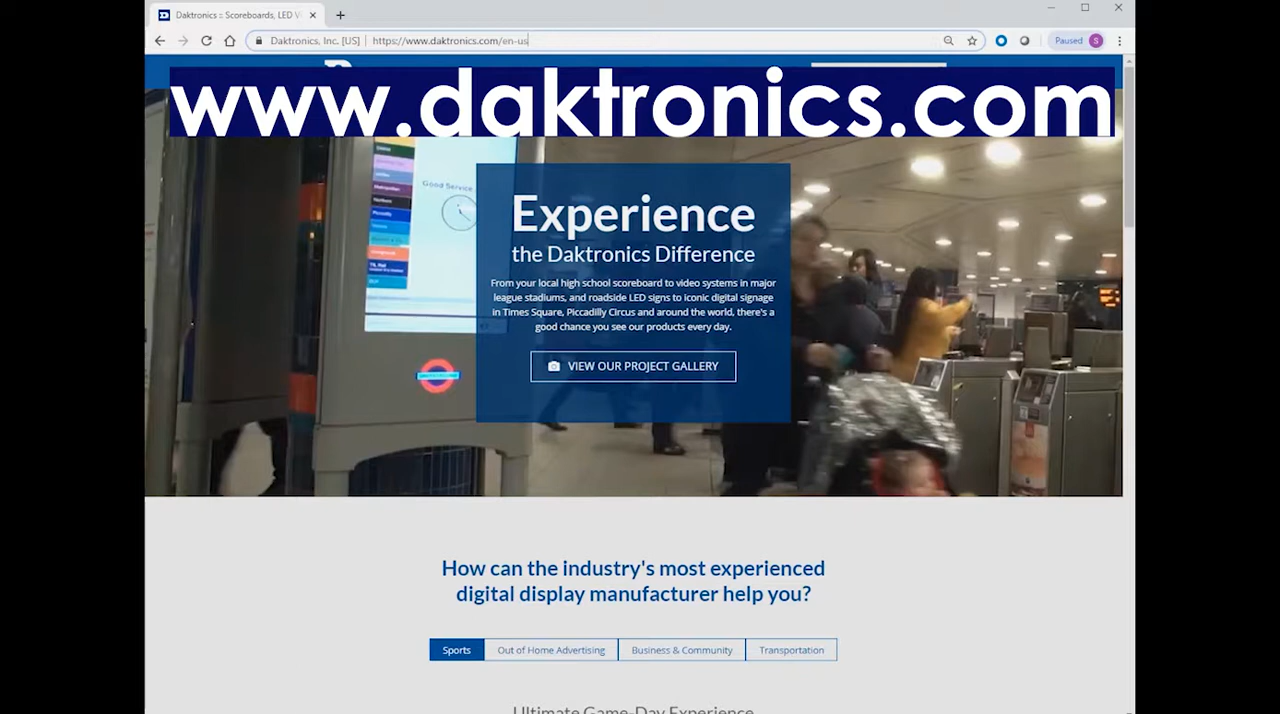 Daktronics :: Scoreboards, LED V
Daktronics, Inc. [US] | https://www.daktronics.com/en-us
Paused
S
www.daktronics.com
Good Service
Experience
the Daktronics Difference
From your local high school scoreboard to video systems in major
league stadiums, and roadside LED signs to iconic digital signage
in Times Square, Piccadilly Circus and around the world, there's a
good chance you see our products every day.
VIEW OUR PROJECT GALLERY
How can the industry's most experienced
digital display manufacturer help you?
Sports
Out of Home Advertising
Business & Community
Transportation
Ultimate Game-Day Experience